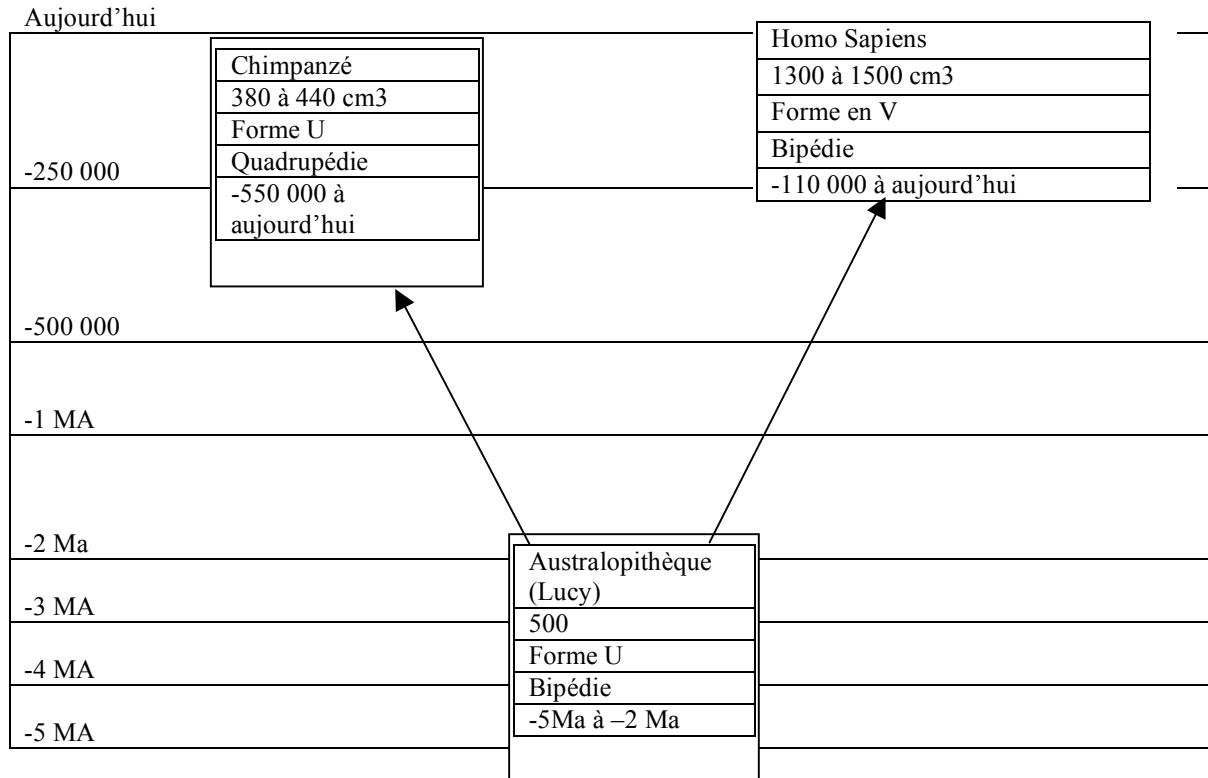 Aujourd’hui
Chimpanzé
380 à 440 cm3
Forme U
Quadrupédie
-550 000 à
aujourd’hui
Homo Sapiens
1300 à 1500 cm3
Forme en V
Bipédie
-110 000 à aujourd’hui
-250 000
-500 000
-1 MA
-2 Ma
-3 MA
-4 MA
-5 MA
Australopithèque
(Lucy)
500
Forme U
Bipédie
-5Ma à –2 Ma